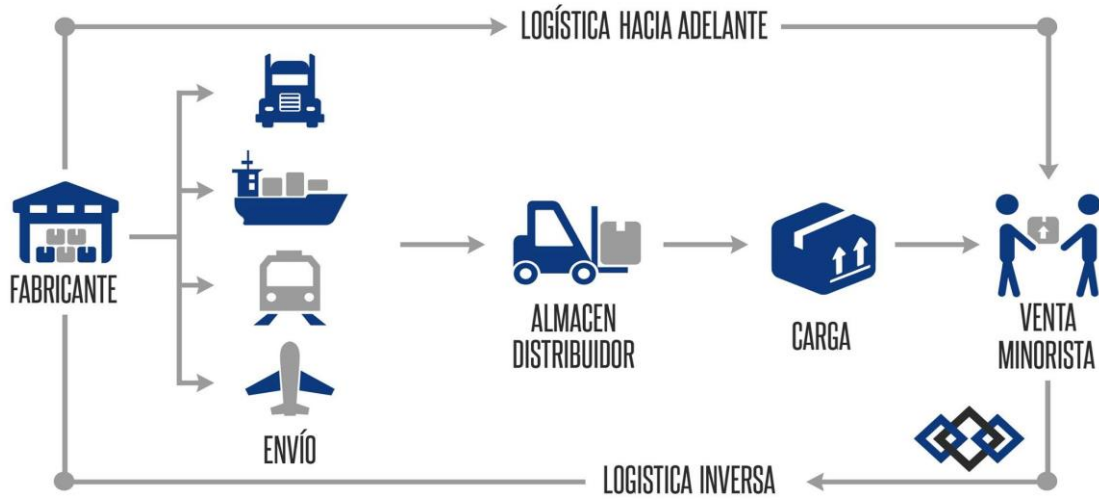 LOGÍSTICA HACIA ADELANTE
FABRICANTE
ENVÍO
ALMACEN
DISTRIBUIDOR
CARGA
VENTA
MINORISTA
LOGISTICA INVERSA